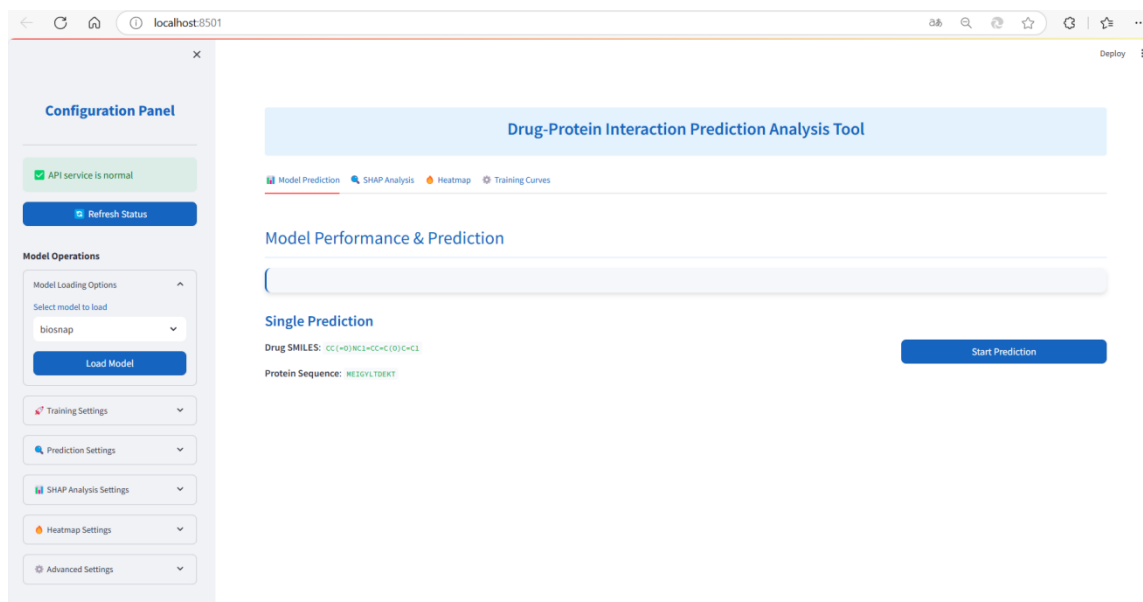 localhost:8501
Deploy
Configuration Panel
API service is normal
Refresh Status
Model Operations
Model Loading Options
Select model to load
biosnap
Load Model
Training Settings
Prediction Settings
SHAP Analysis Settings
Heatmap Settings
Advanced Settings
Drug-Protein Interaction Prediction Analysis Tool
Model Prediction SHAP Analysis Heatmap Training Curves
Model Performance & Prediction
Single Prediction
Drug SMILES: CC(=O)NC1=CC=C(O)C=C1
Start Prediction
Protein Sequence: MEIGYLTDEKT